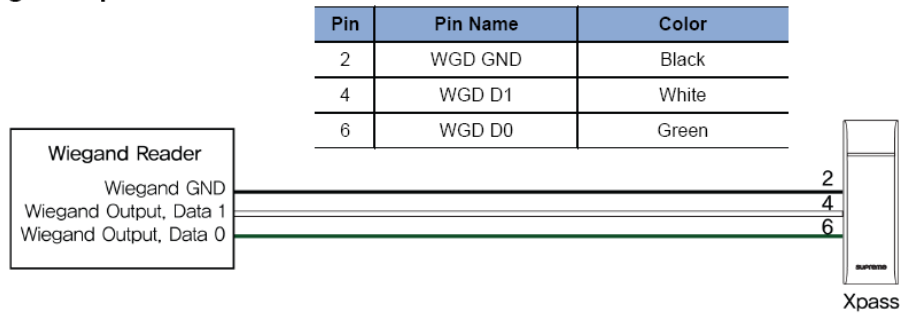 Pin Pin Name Color
2 WGD GND Black
4 WGD D1 White
6 WGD D0 Green
Wiegand Reader
Wiegand GND 2
Wiegand Output, Data 1 4
Wiegand Output, Data 0 6
suprema
Xpass